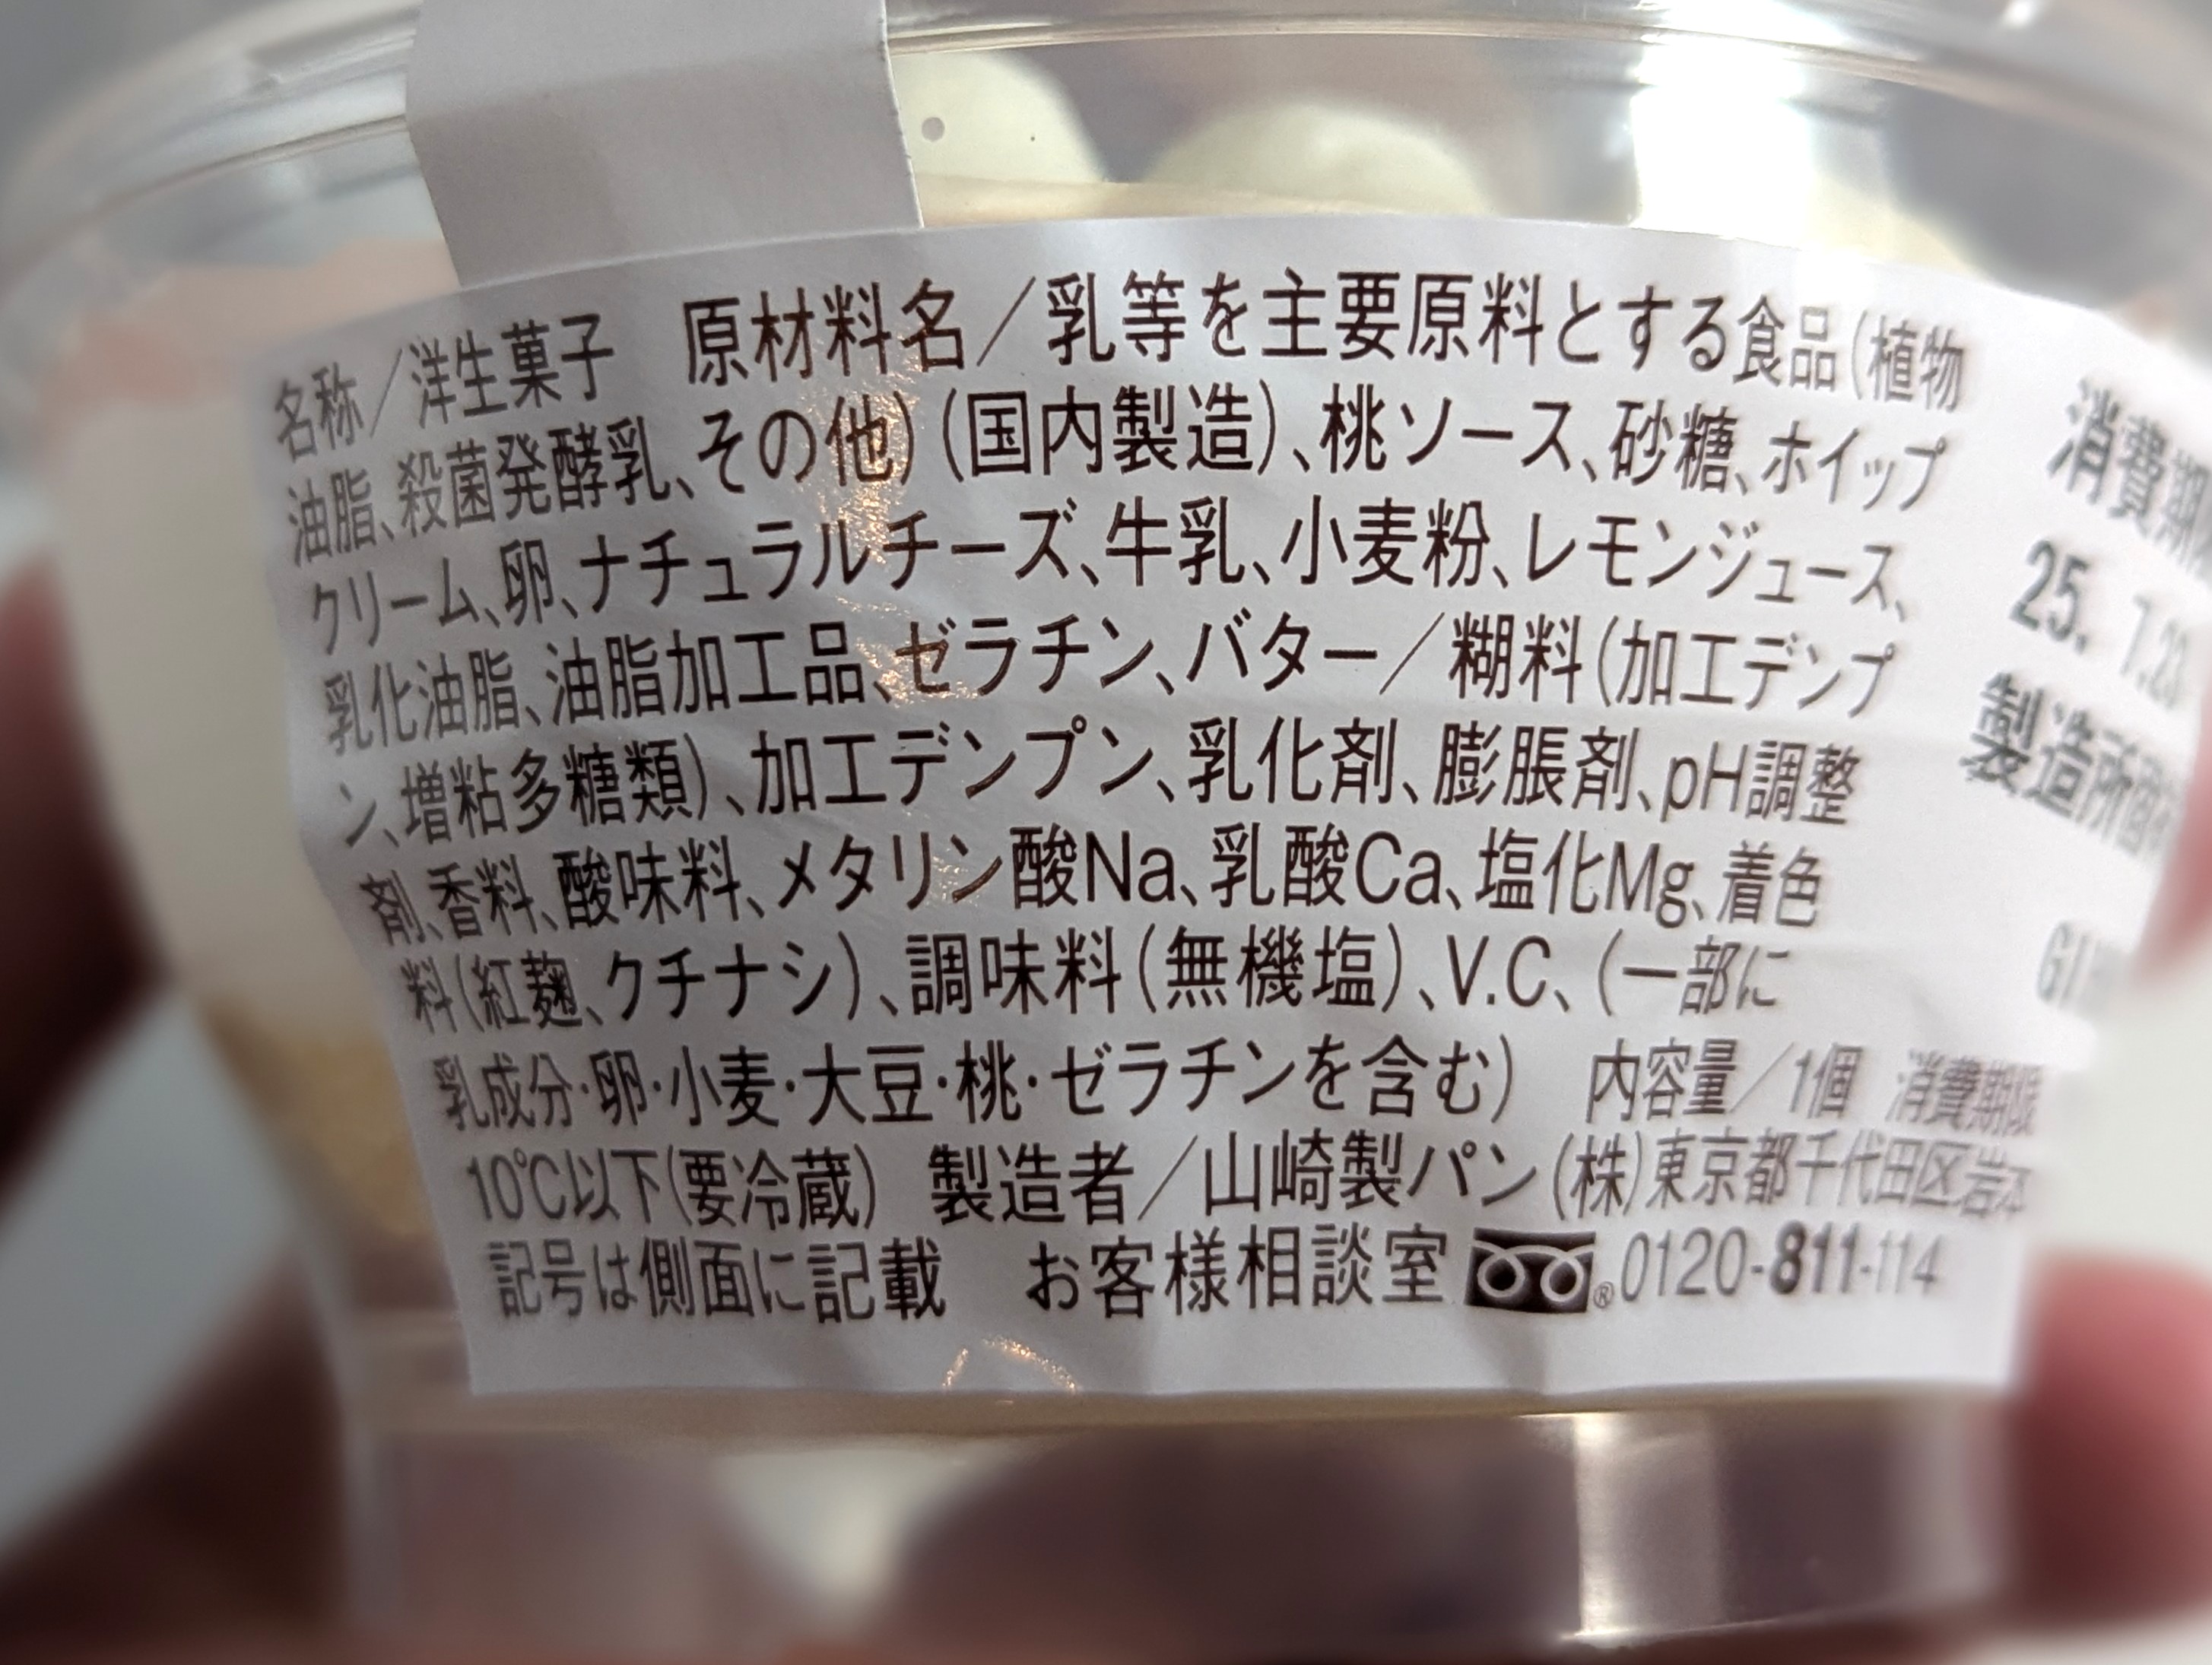 名称／洋生菓子 原材料名／乳等を主要原料とする食品(植物
油脂、殺菌発酵乳、その他)(国内製造)、桃ソース、砂糖、ホイップ
クリーム、卵、ナチュラルチーズ、牛乳、小麦粉、レモンジュース、
乳化油脂、油脂加工品、ゼラチン、バター／糊料(加工デンプ
ン、増粘多糖類)、加工デンプン、乳化剤、膨脹剤、pH調整
剤、香料、酸味料、メタリン酸Na、乳酸Ca、塩化Mg、着色
料(紅麹、クチナシ)、調味料(無機塩)、V.C、(一部に
乳成分・卵・小麦・大豆・桃・ゼラチンを含む) 内容量／1個 消費期限
10℃以下(要冷蔵) 製造者／山崎製パン(株)東京都千代田区岩本
記号は側面に記載 お客様相談室 ®0120-811-114
消費期
25. 7.23
製造所固